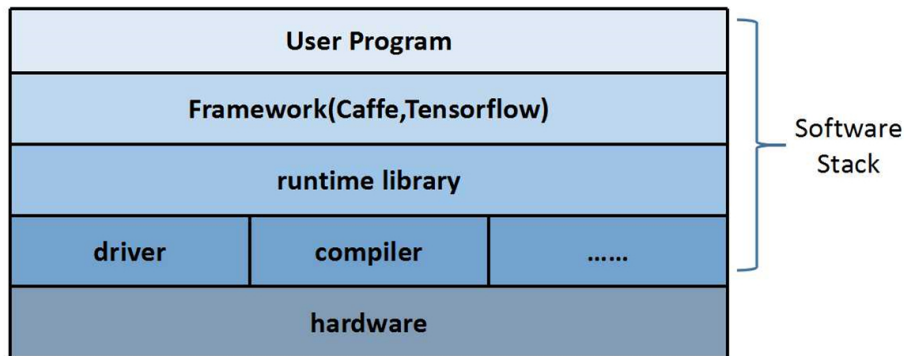 User Program
Framework(Caffe,Tensorflow)
runtime library
driver compiler ......
hardware
Software
Stack